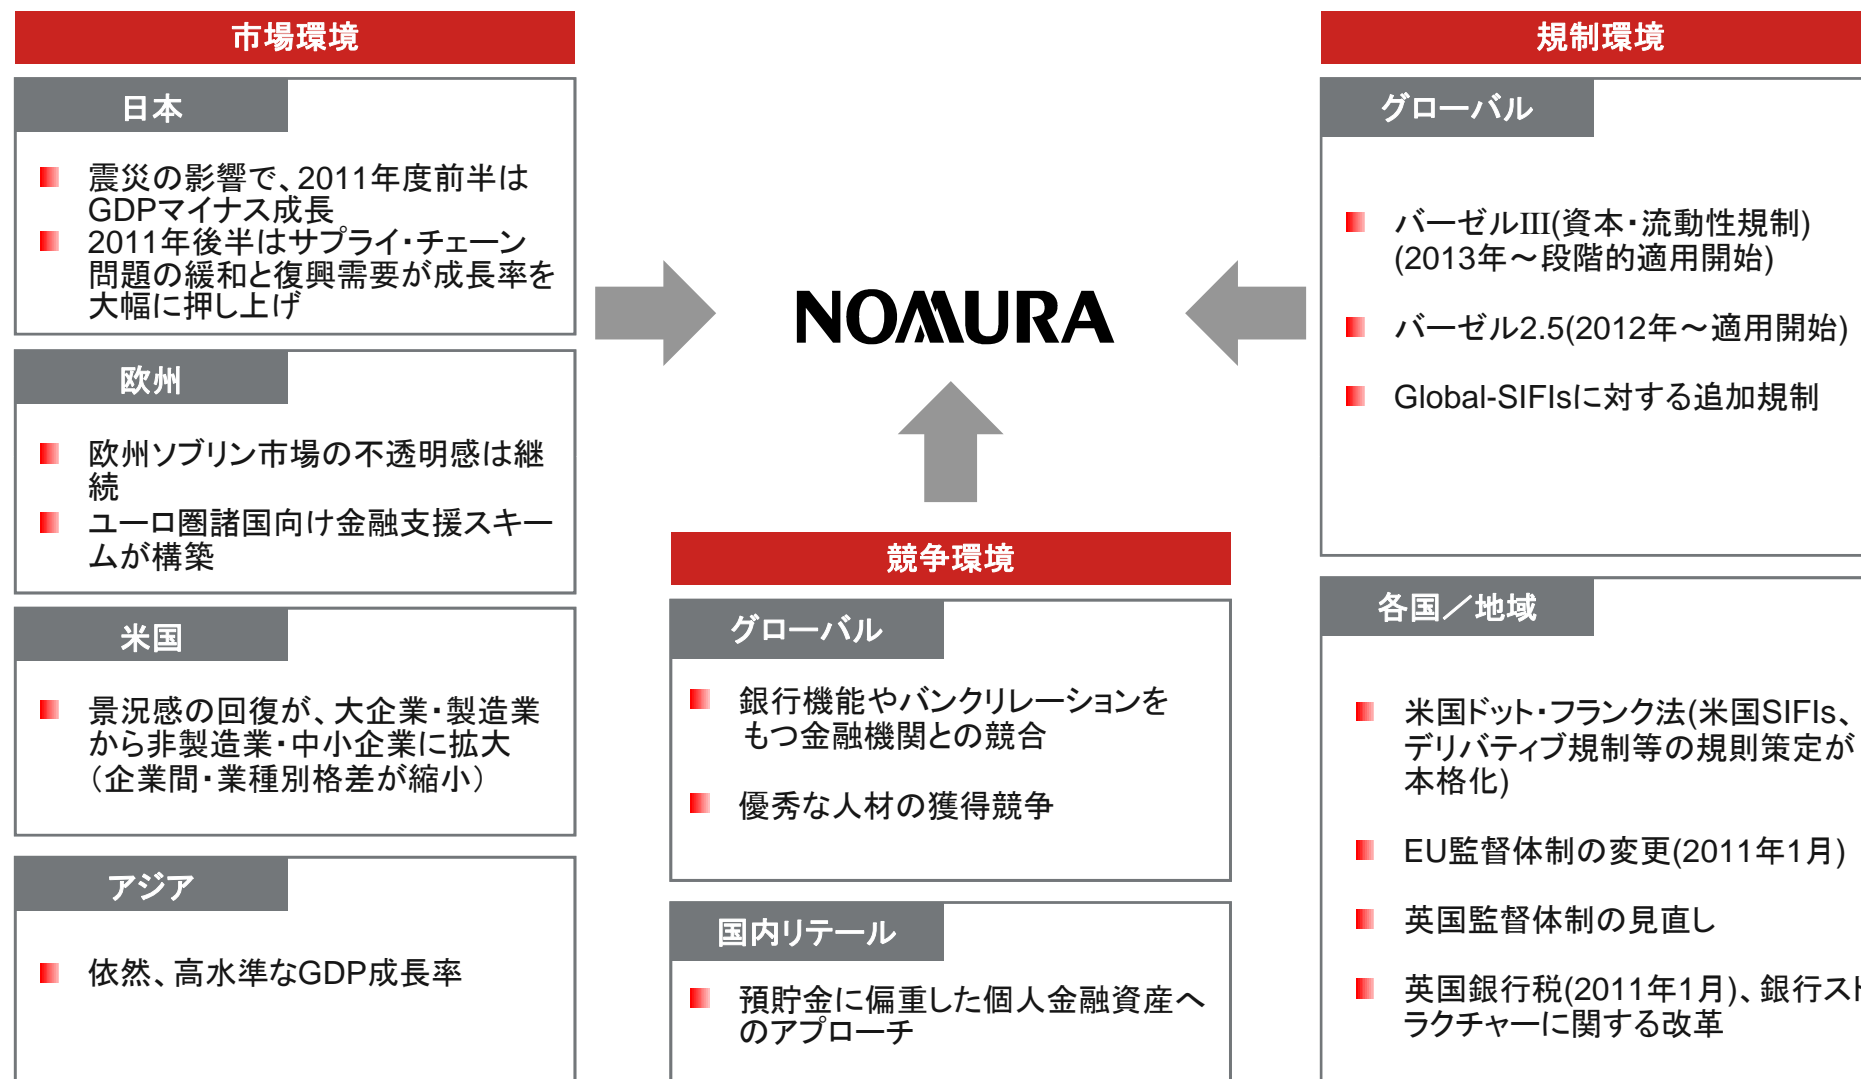 市場環境
日本
震災の影響で、2011年度前半は
GDPマイナス成長
2011年後半はサプライ・チェーン
問題の緩和と復興需要が成長率を
大幅に押し上げ
欧州
欧州ソブリン市場の不透明感は継
続
ユーロ圏諸国向け金融支援スキー
ムが構築
米国
景況感の回復が、大企業・製造業
から非製造業・中小企業に拡大
（企業間・業種別格差が縮小）
アジア
依然、高水準なGDP成長率
NOMURA
競争環境
グローバル
銀行機能やバンクリレーションを
もつ金融機関との競合
優秀な人材の獲得競争
国内リテール
預貯金に偏重した個人金融資産へ
のアプローチ
規制環境
グローバル
バーゼルIII(資本・流動性規制)
(2013年～段階的適用開始)
バーゼル2.5(2012年～適用開始)
Global-SIFIsに対する追加規制
各国／地域
米国ドット・フランク法(米国SIFIs、
デリバティブ規制等の規則策定が
本格化)
EU監督体制の変更(2011年1月)
英国監督体制の見直し
英国銀行税(2011年1月)、銀行スト
ラクチャーに関する改革